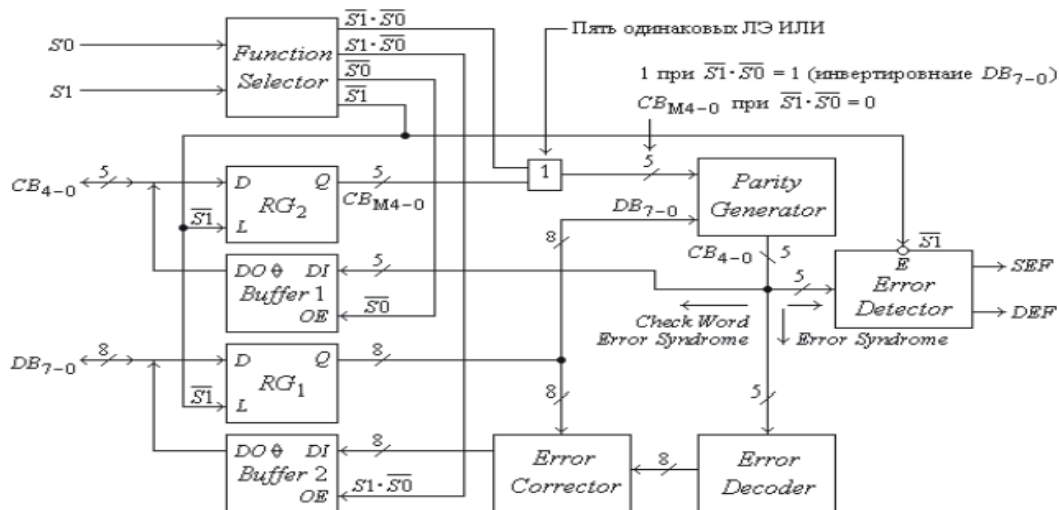 S0
S1
Function
Selector
S̅1̅·S̅0̅
S1·S̅0̅
S̅0̅
S̅1̅
Пять одинаковых ЛЭ ИЛИ
1 при S̅1̅·S̅0̅ = 1 (инвертировнаие DB7-0)
CBM4-0 при S̅1̅·S̅0̅ = 0
CB4-0
5
D
Q
RG2
S̅1̅
L
5
CBM4-0
1
5
Parity
Generator
DB7-0
8
CB4-0
5
S̅1̅
E
Error
Detector
SEF
DEF
DO
DI
5
Buffer 1
OE
S̅0̅
5
Check Word
Error Syndrome
Error Syndrome
DB7-0
8
D
Q
RG1
S̅1̅
L
8
8
5
DO
DI
8
Buffer 2
OE
S1·S̅0̅
Error
Corrector
8
Error
Decoder